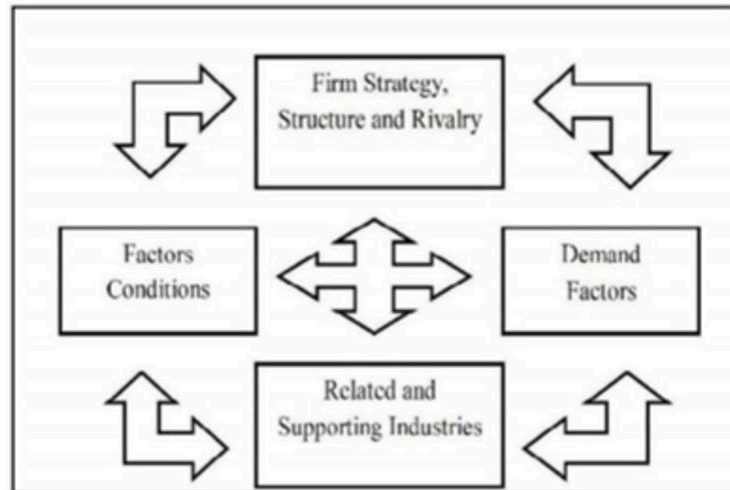 Firm Strategy,
Structure and Rivalry
Factors
Conditions
Demand
Factors
Related and
Supporting Industries